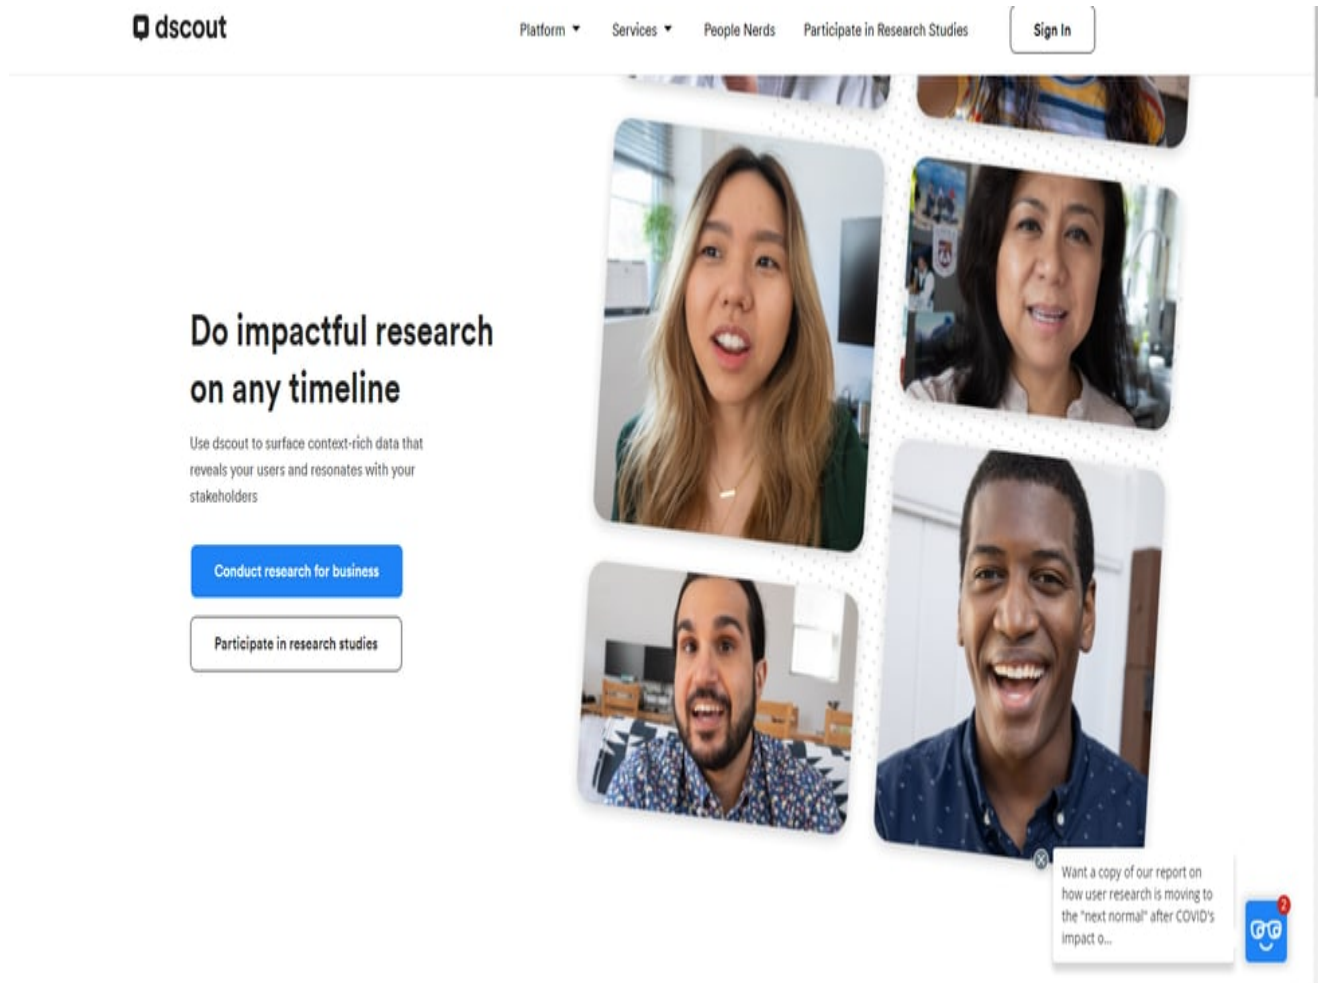 dscout
Platform
Services
People Nerds
Participate in Research Studies
Sign In
Do impactful research
on any timeline
Use dscout to surface context-rich data that
reveals your users and resonates with your
stakeholders
Conduct research for business
Participate in research studies
Want a copy of our report on
how user research is moving to
the "next normal" after COVID's
impact o...
2